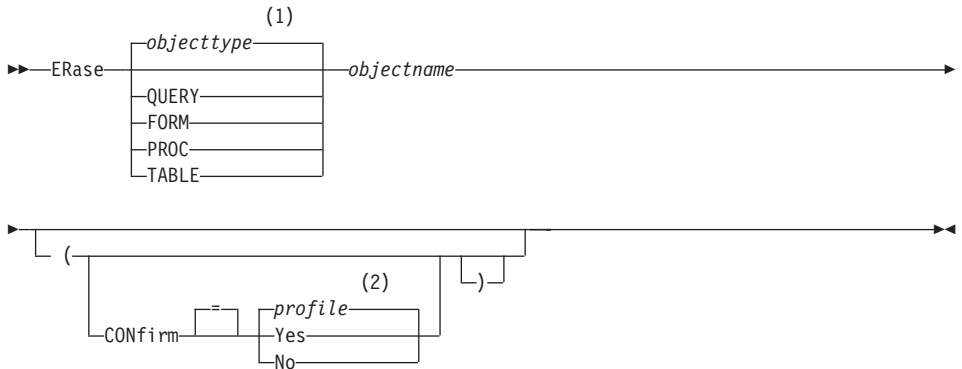 (1)
objecttype
ERase objectname
QUERY
FORM
PROC
TABLE
(
)
(2)
= profile
CONfirm Yes
No